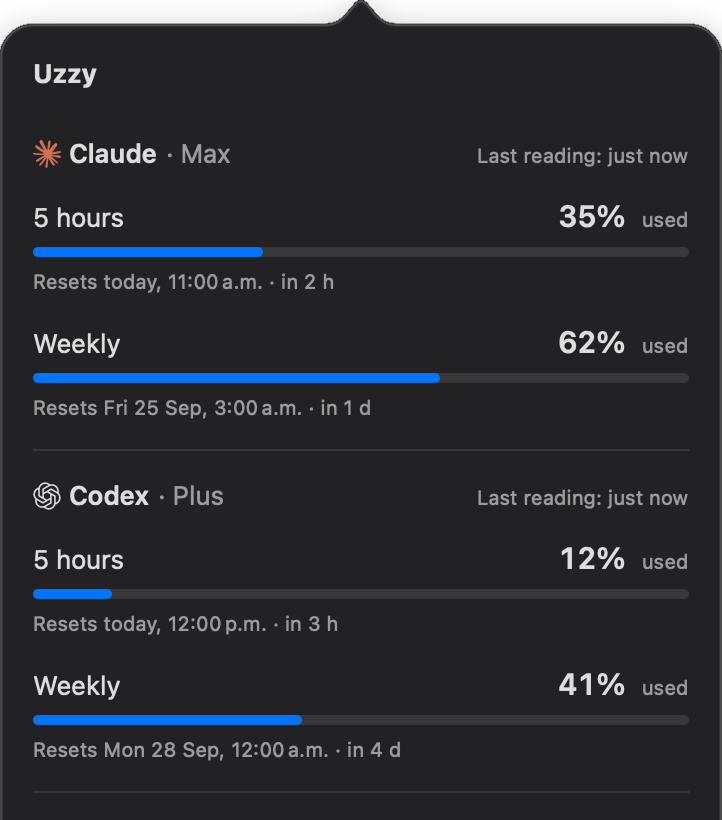 Uzzy
Claude · Max
Last reading: just now
5 hours
35% used
Resets today, 11:00 a.m. · in 2 h
Weekly
62% used
Resets Fri 25 Sep, 3:00 a.m. · in 1 d
Codex · Plus
Last reading: just now
5 hours
12% used
Resets today, 12:00 p.m. · in 3 h
Weekly
41% used
Resets Mon 28 Sep, 12:00 a.m. · in 4 d